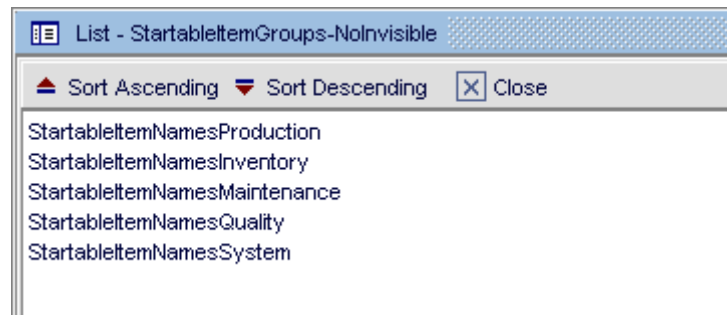 List - StartableItemGroups-NoInvisible
Sort Ascending Sort Descending Close
StartableItemNamesProduction
StartableItemNamesInventory
StartableItemNamesMaintenance
StartableItemNamesQuality
StartableItemNamesSystem